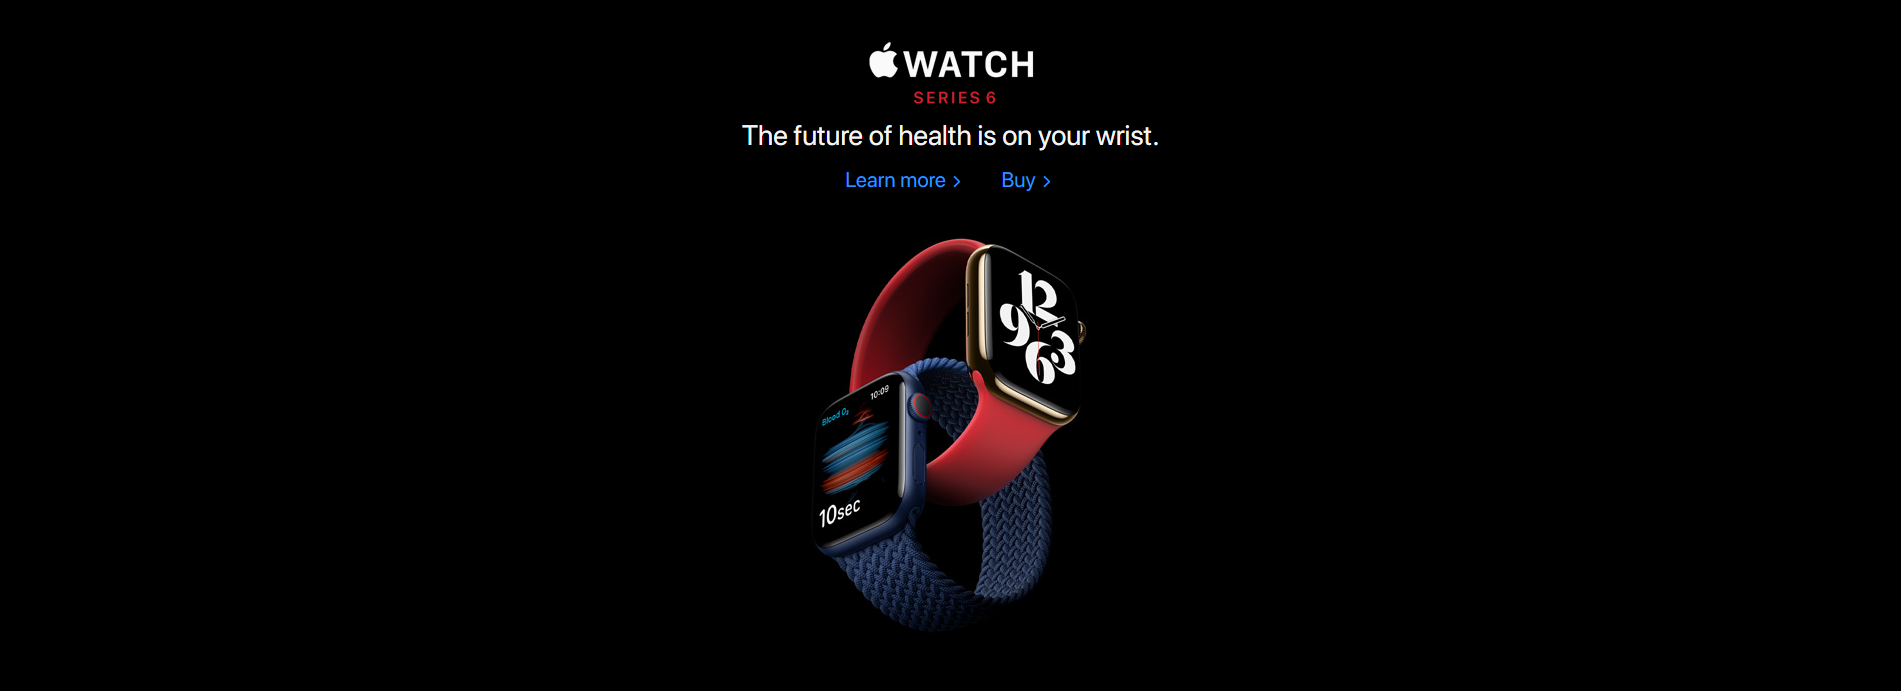 WATCH
SERIES 6
The future of health is on your wrist.
Learn more >
Buy >
12
9 3
6
10:09
Blood O₂
10sec